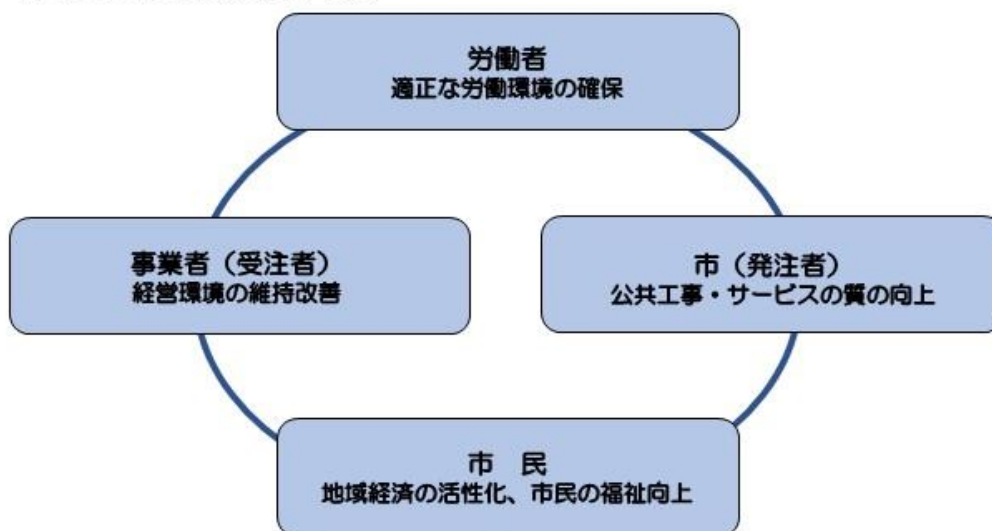 労働者
適正な労働環境の確保
事業者（受注者）
経営環境の維持改善
市（発注者）
公共工事・サービスの質の向上
市　民
地域経済の活性化、市民の福祉向上